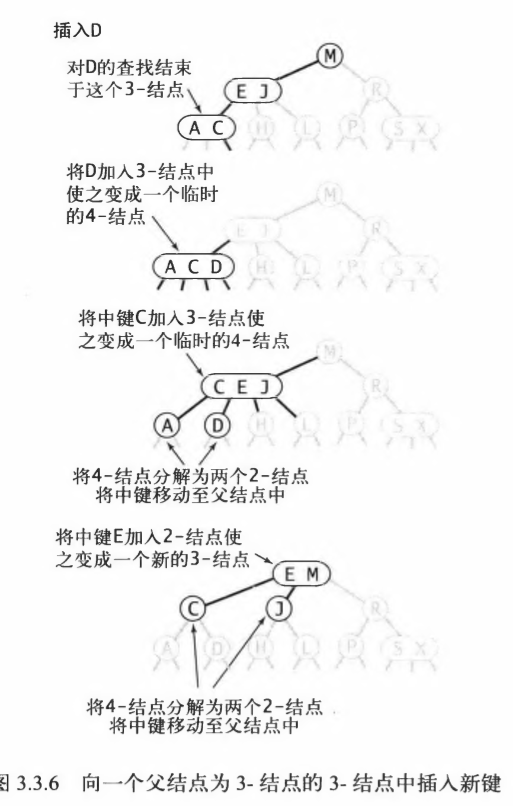 插入D
对D的查找结束
于这个3-结点
M
E J
R
A C
H
L
P
S X
将D加入3-结点中
使之变成一个临时
的4-结点
M
E J
R
A C D
H
L
P
S X
将中键C加入3-结点使
之变成一个临时的4-结点
M
C E J
R
A
D
H
L
P
S X
将4-结点分解为两个2-结点
将中键移动至父结点中
将中键E加入2-结点使
之变成一个新的3-结点
E M
C
J
R
A
D
H
L
P
S X
将4-结点分解为两个2-结点
将中键移动至父结点中
图 3.3.6 向一个父结点为 3- 结点的 3- 结点中插入新键